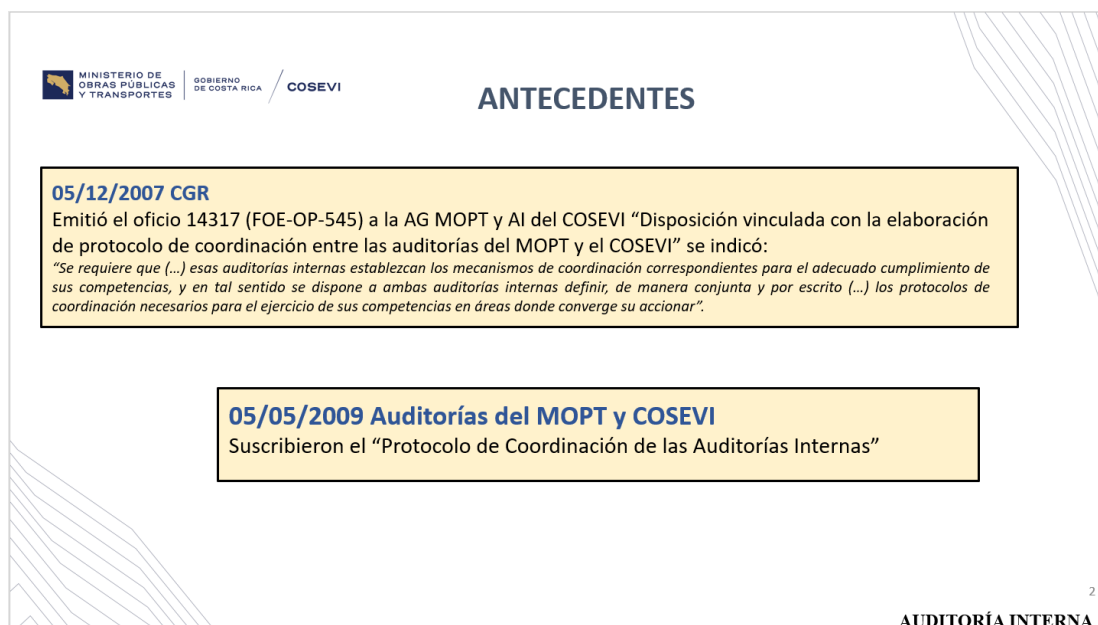 MINISTERIO DE
OBRAS PÚBLICAS
Y TRANSPORTES
GOBIERNO
DE COSTA RICA
COSEVI
ANTECEDENTES
05/12/2007 CGR
Emitió el oficio 14317 (FOE-OP-545) a la AG MOPT y AI del COSEVI “Disposición vinculada con la elaboración
de protocolo de coordinación entre las auditorías del MOPT y el COSEVI” se indicó:
“Se requiere que (…) esas auditorías internas establezcan los mecanismos de coordinación correspondientes para el adecuado cumplimiento de
sus competencias, y en tal sentido se dispone a ambas auditorías internas definir, de manera conjunta y por escrito (…) los protocolos de
coordinación necesarios para el ejercicio de sus competencias en áreas donde converge su accionar”.
05/05/2009 Auditorías del MOPT y COSEVI
Suscribieron el “Protocolo de Coordinación de las Auditorías Internas”
2
AUDITORÍA INTERNA